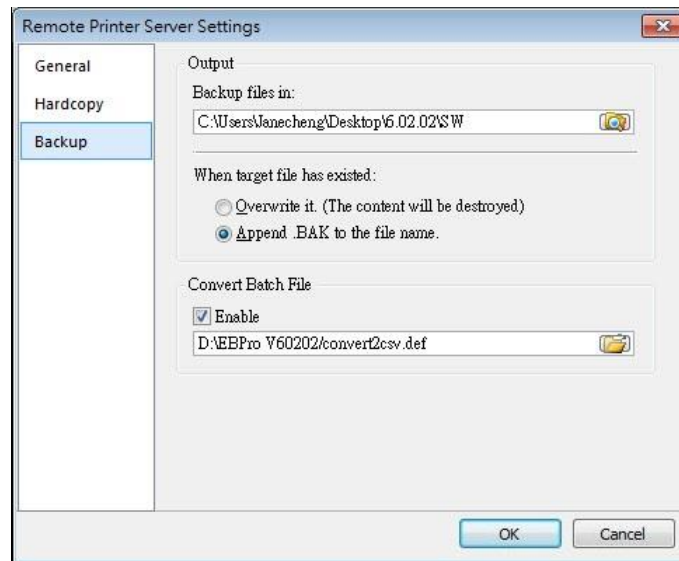 Remote Printer Server Settings
General
Hardcopy
Backup
Output
Backup files in:
C:\Users\Janecheng\Desktop\6.02.02\SW
When target file has existed:
Overwrite it. (The content will be destroyed)
Append .BAK to the file name.
Convert Batch File
Enable
D:\EBPro V60202/convert2csv.def
OK
Cancel